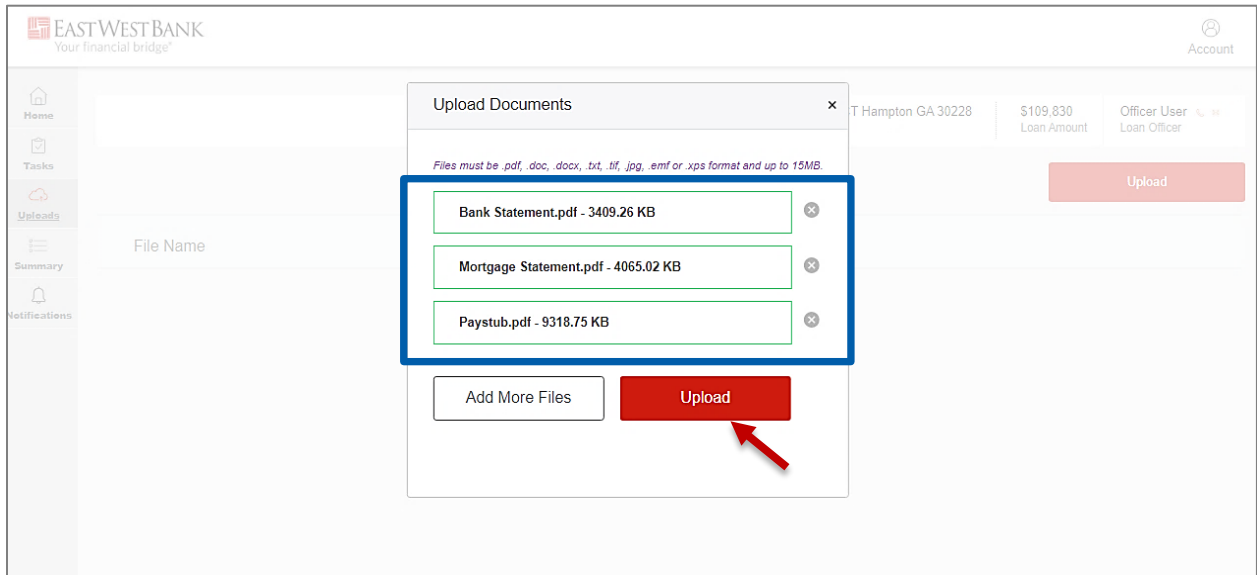 EASTWESTBANK
Your financial bridge®
Account
Home
Tasks
Uploads
Summary
Notifications
T Hampton GA 30228
$109,830
Loan Amount
Officer User
Loan Officer
Upload
File Name
Upload Documents
Files must be .pdf, .doc, .docx, .txt, .tif, .jpg, .emf or .xps format and up to 15MB.
Bank Statement.pdf - 3409.26 KB
Mortgage Statement.pdf - 4065.02 KB
Paystub.pdf - 9318.75 KB
Add More Files
Upload